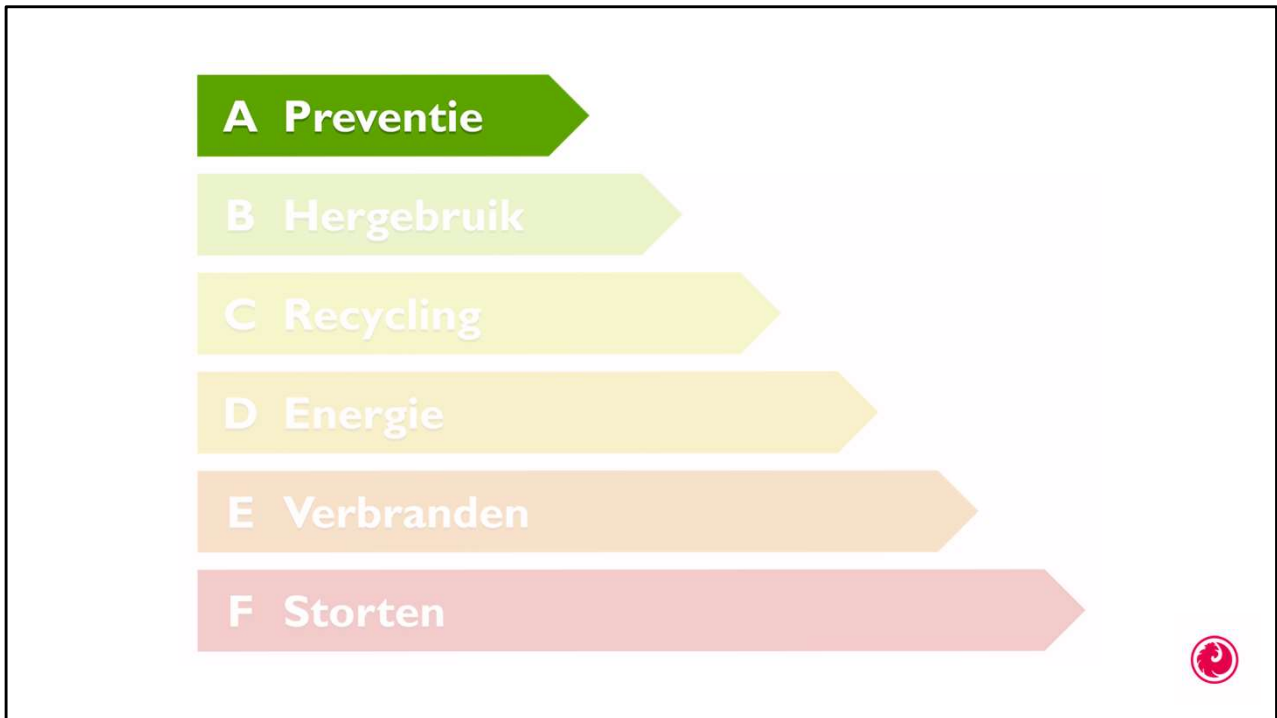 A Preventie
B Hergebruik
C Recycling
D Energie
E Verbranden
F Storten